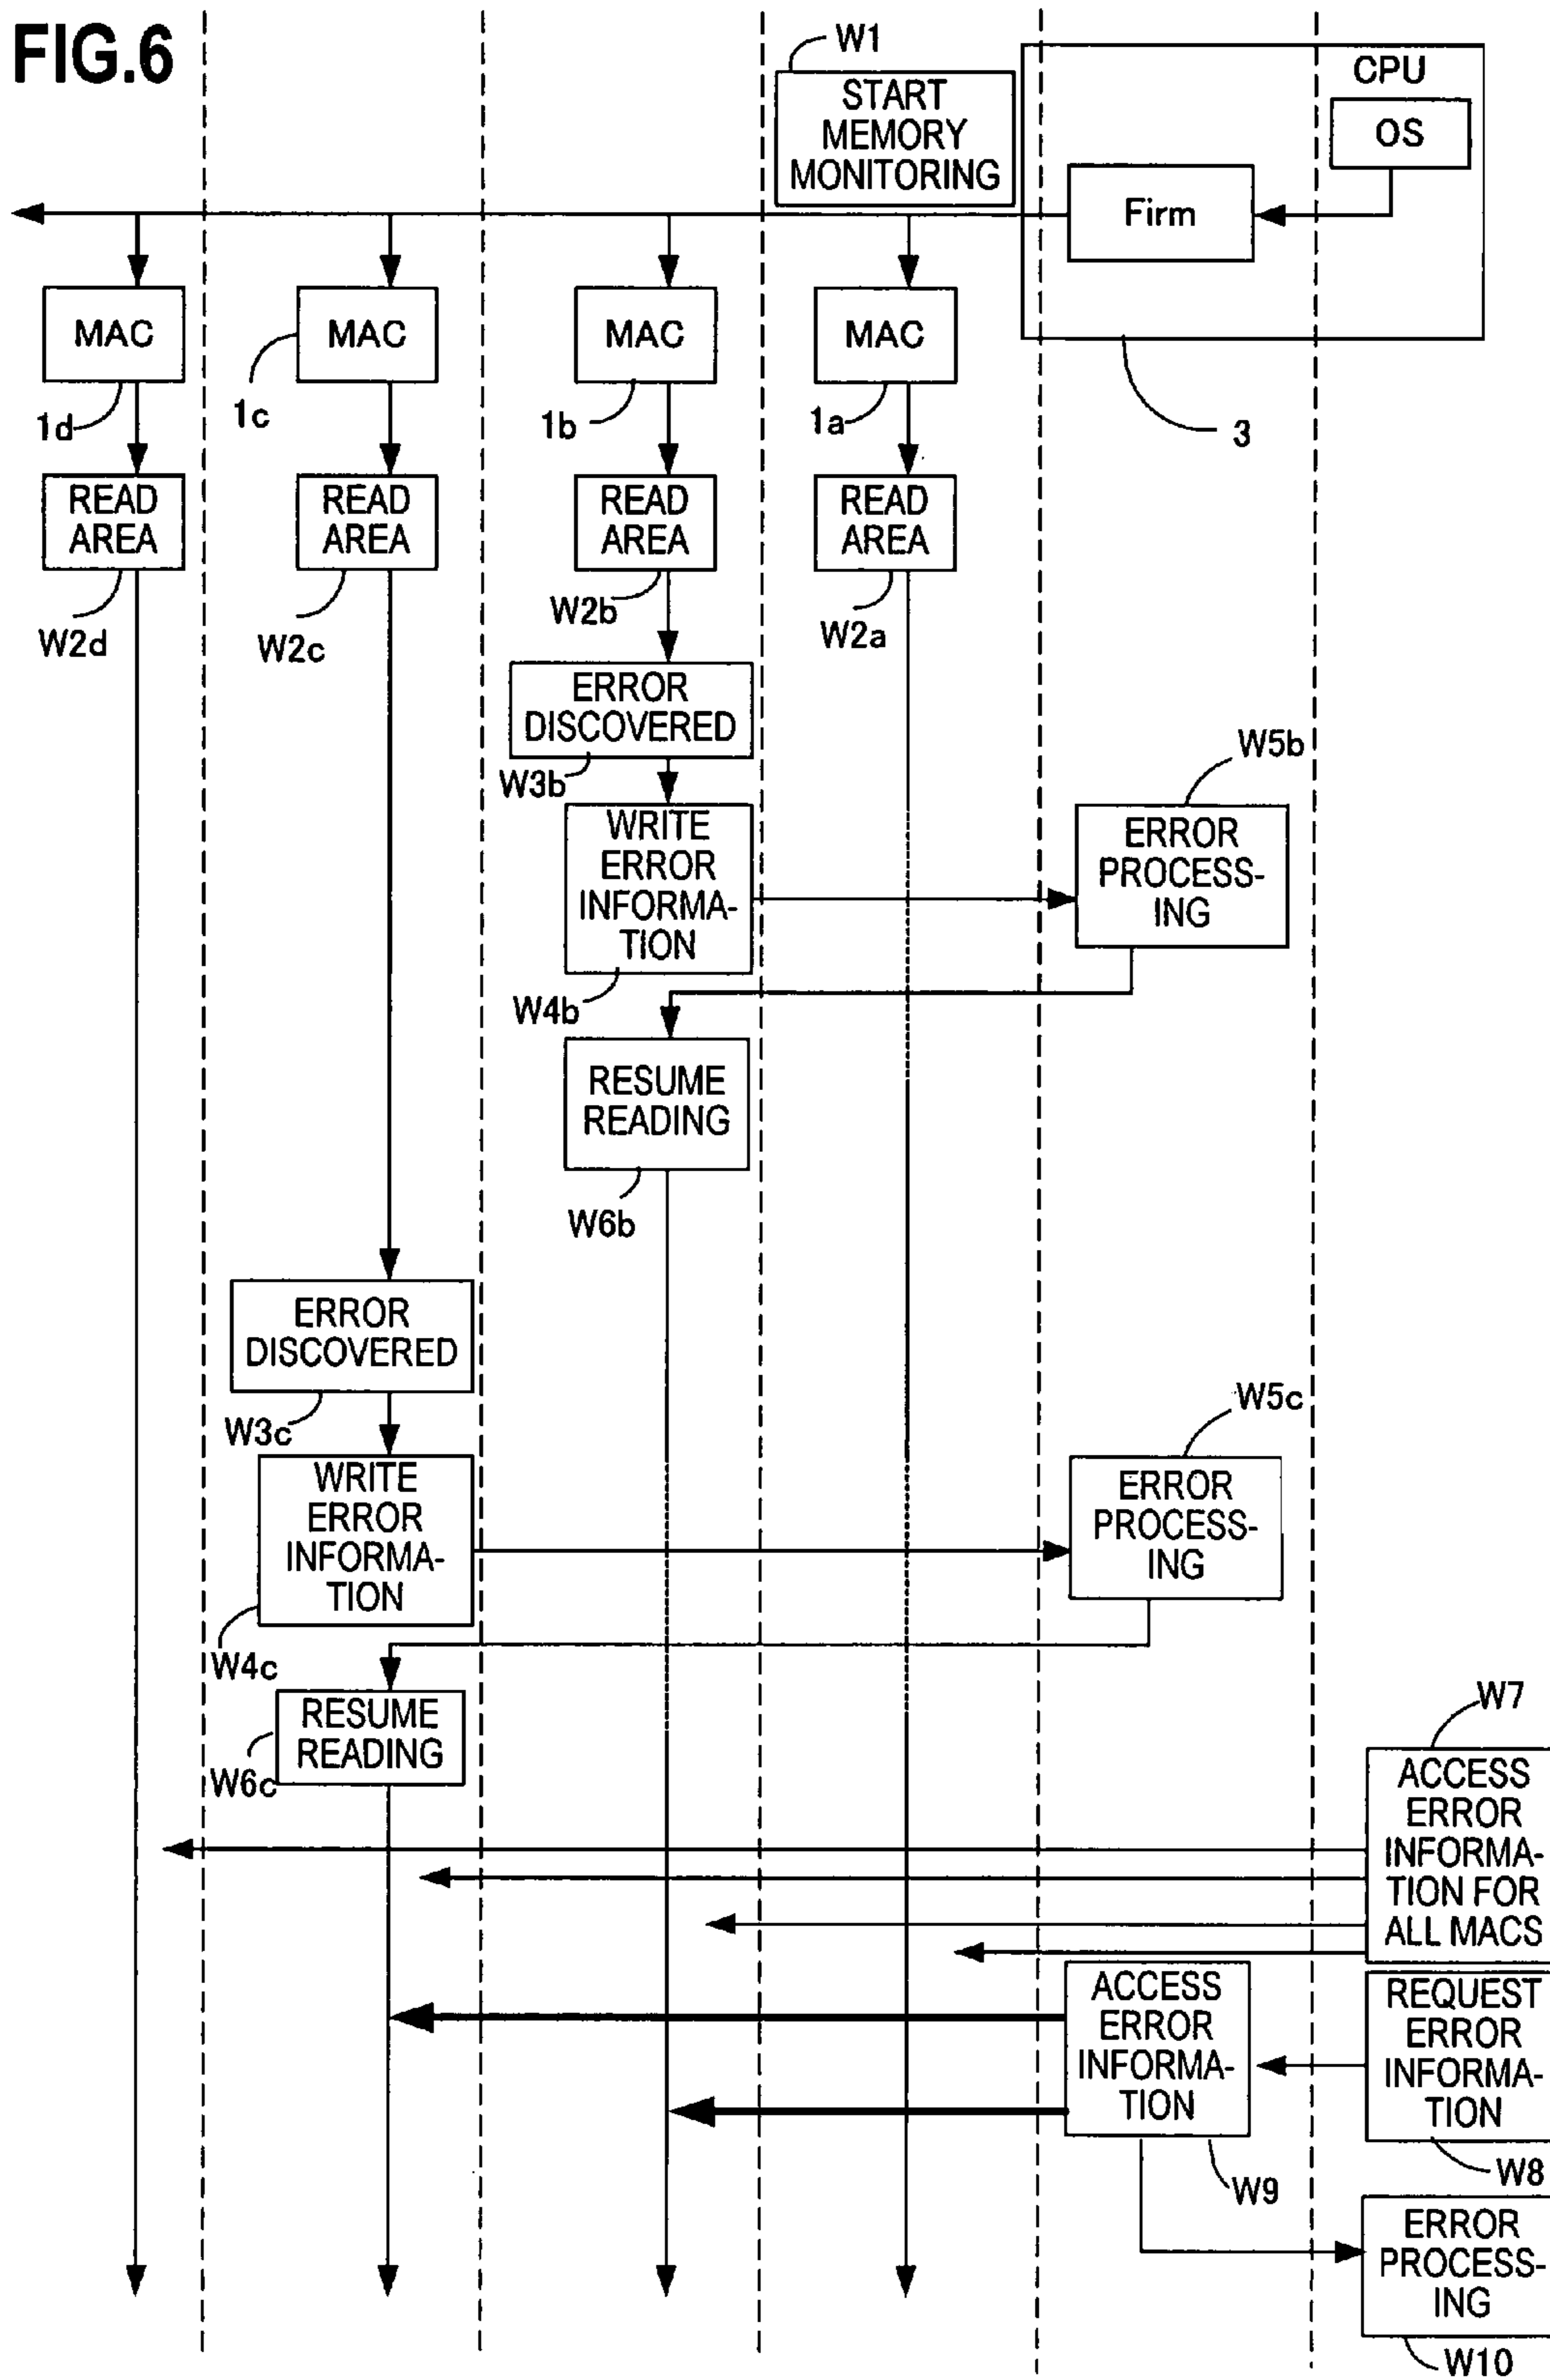 FIG.6
W1
START
MEMORY
MONITORING
CPU
OS
Firm
MAC
MAC
MAC
MAC
1d
1c
1b
1a
3
READ
AREA
READ
AREA
READ
AREA
READ
AREA
W2d
W2c
W2b
W2a
ERROR
DISCOVERED
W3b
W5b
WRITE
ERROR
INFORMA-
TION
ERROR
PROCESS-
ING
W4b
RESUME
READING
W6b
ERROR
DISCOVERED
W3c
W5c
WRITE
ERROR
INFORMA-
TION
ERROR
PROCESS-
ING
W4c
RESUME
READING
W6c
W7
ACCESS
ERROR
INFORMA-
TION FOR
ALL MACS
ACCESS
ERROR
INFORMA-
TION
REQUEST
ERROR
INFORMA-
TION
W9
W8
ERROR
PROCESS-
ING
W10